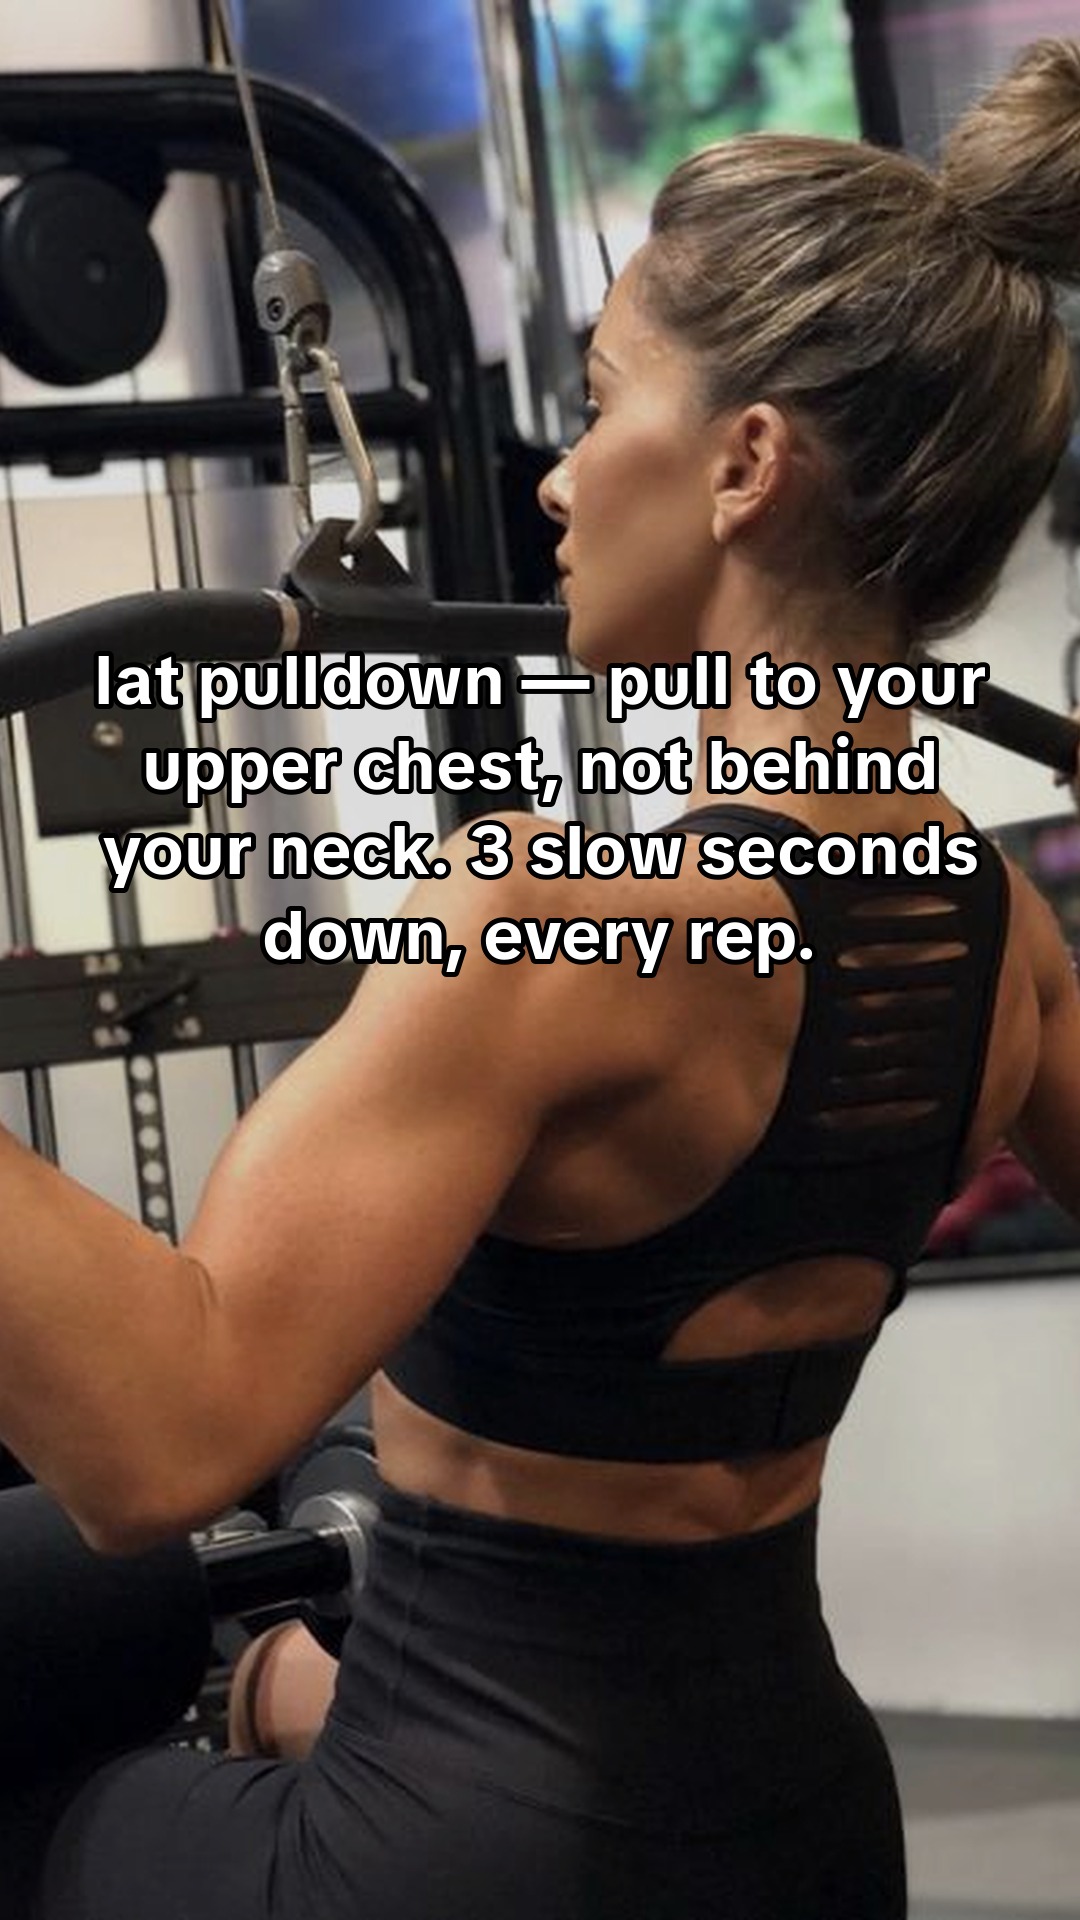 lat pulldown — pull to your
upper chest, not behind
your neck. 3 slow seconds
down, every rep.